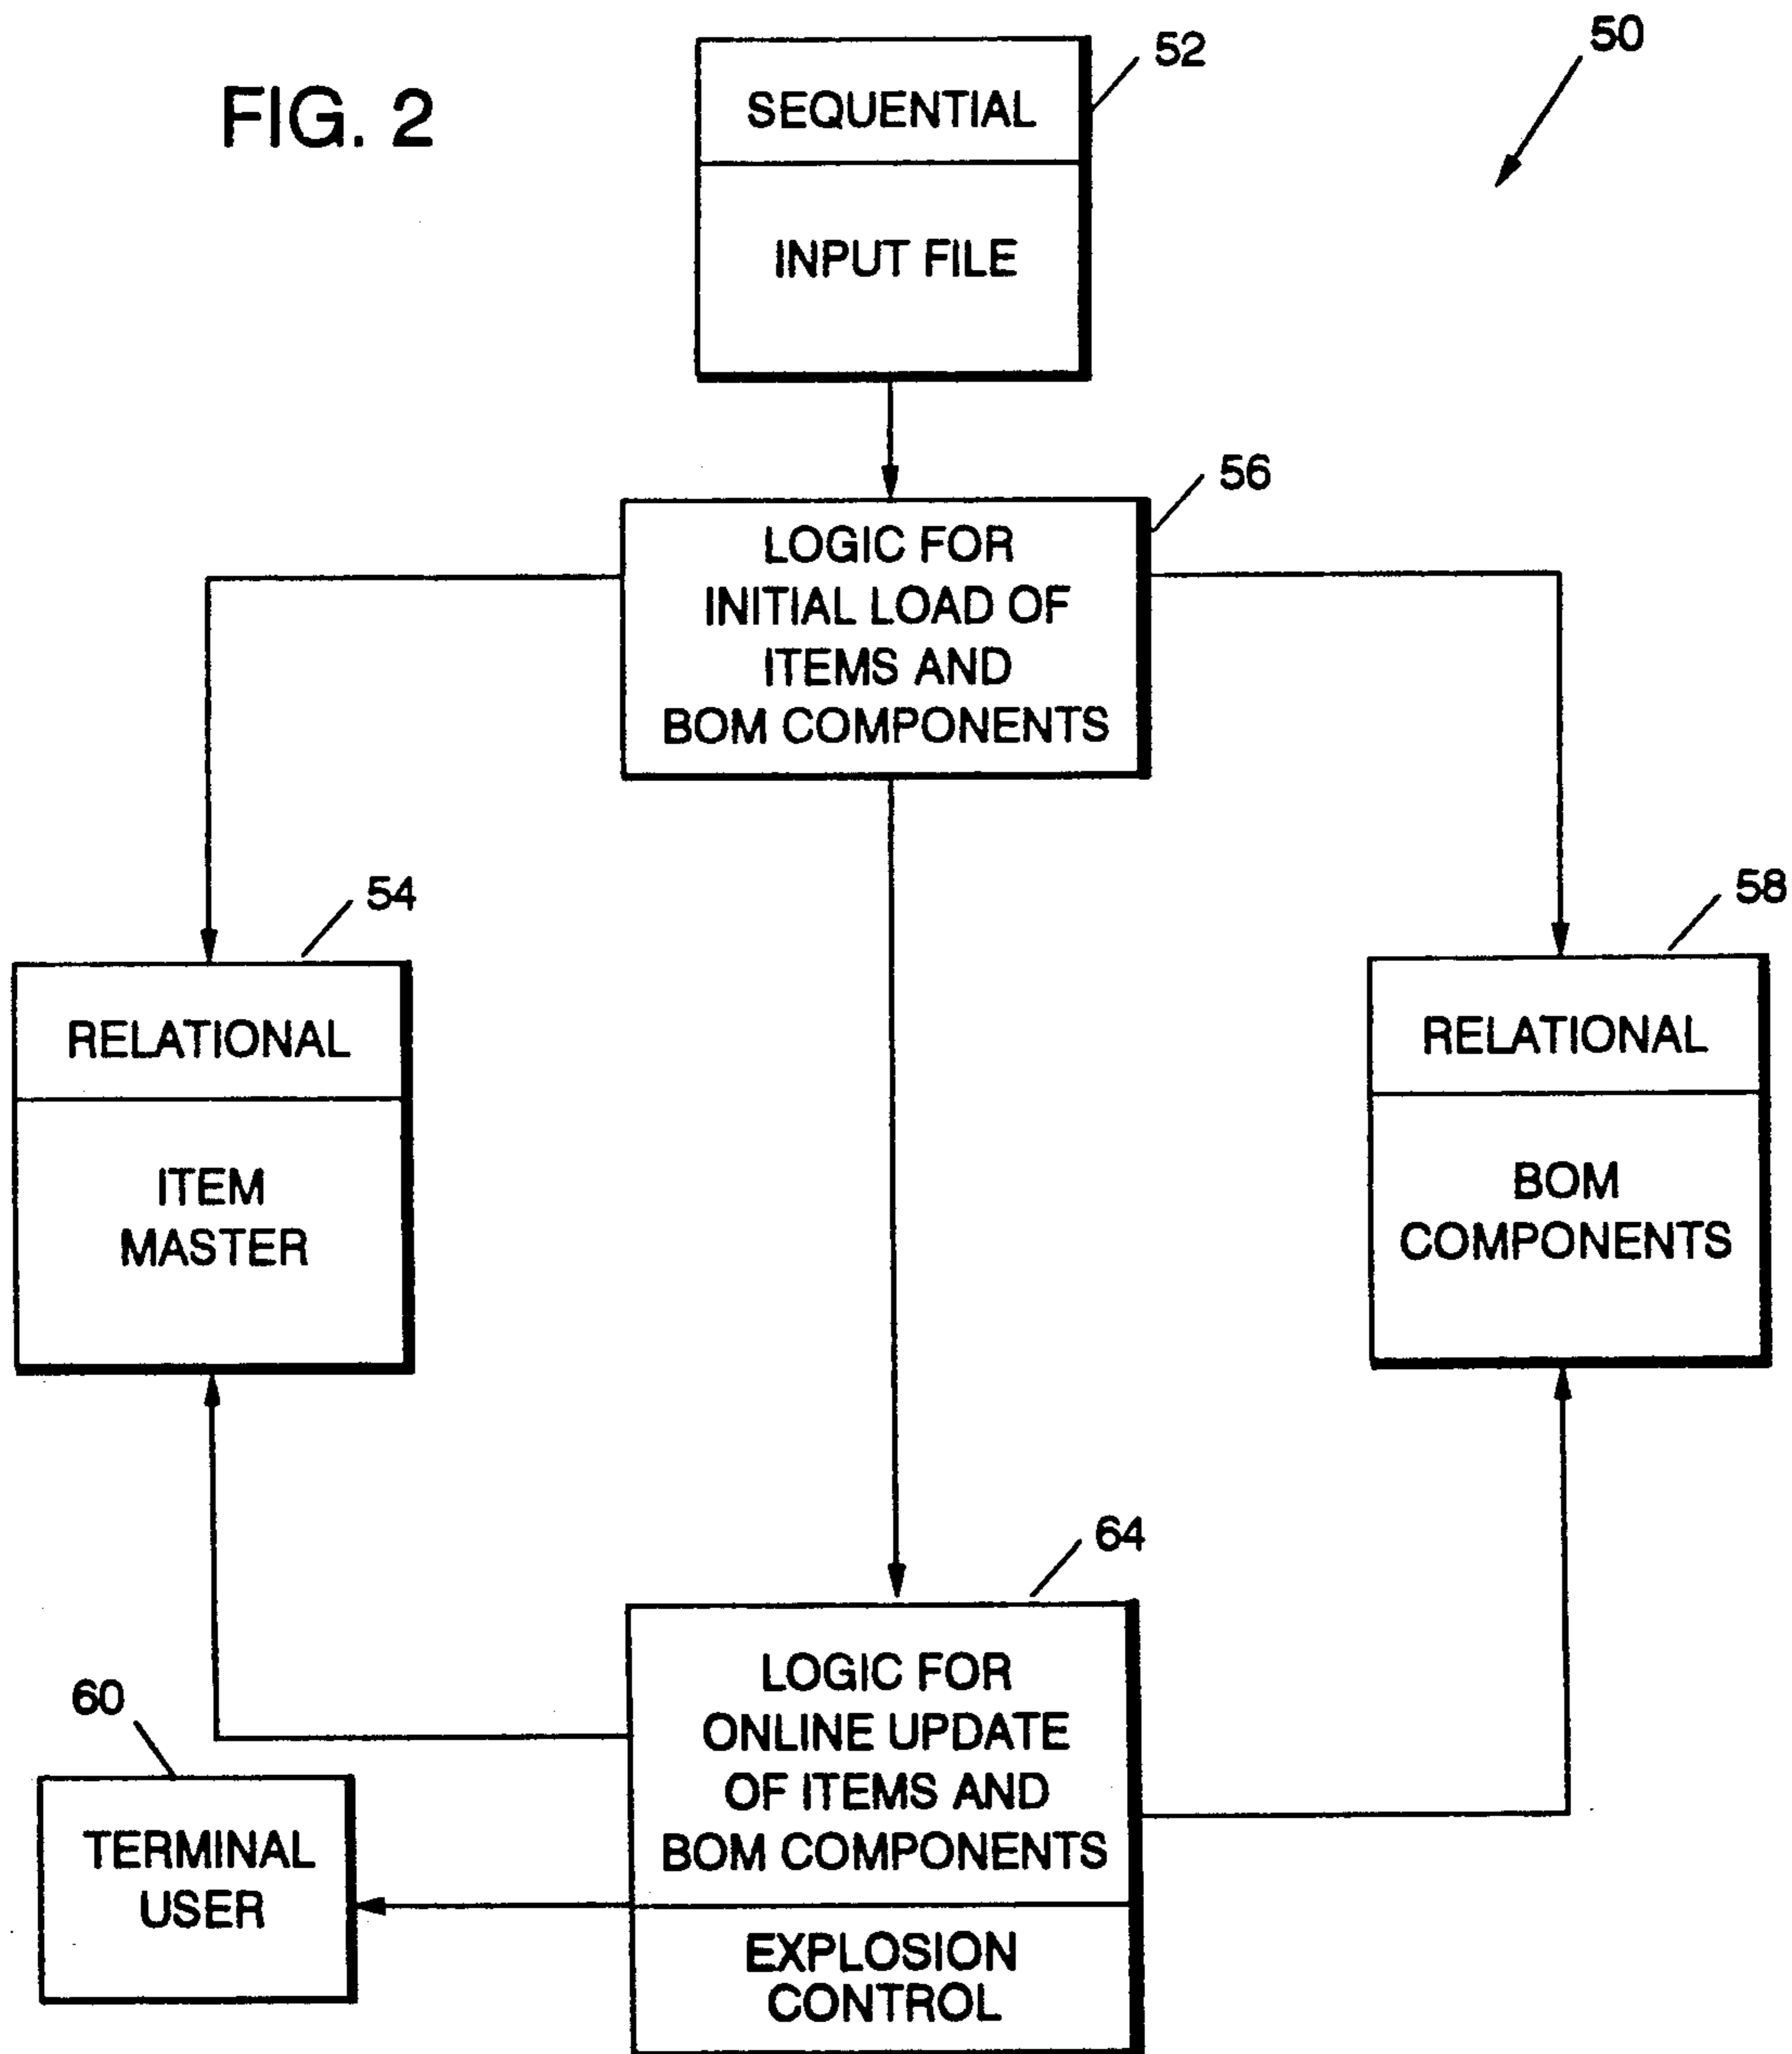 FIG. 2
50
52
SEQUENTIAL
INPUT FILE
56
LOGIC FOR
INITIAL LOAD OF
ITEMS AND
BOM COMPONENTS
54
RELATIONAL
ITEM
MASTER
58
RELATIONAL
BOM
COMPONENTS
64
LOGIC FOR
ONLINE UPDATE
OF ITEMS AND
BOM COMPONENTS
EXPLOSION
CONTROL
60
TERMINAL
USER